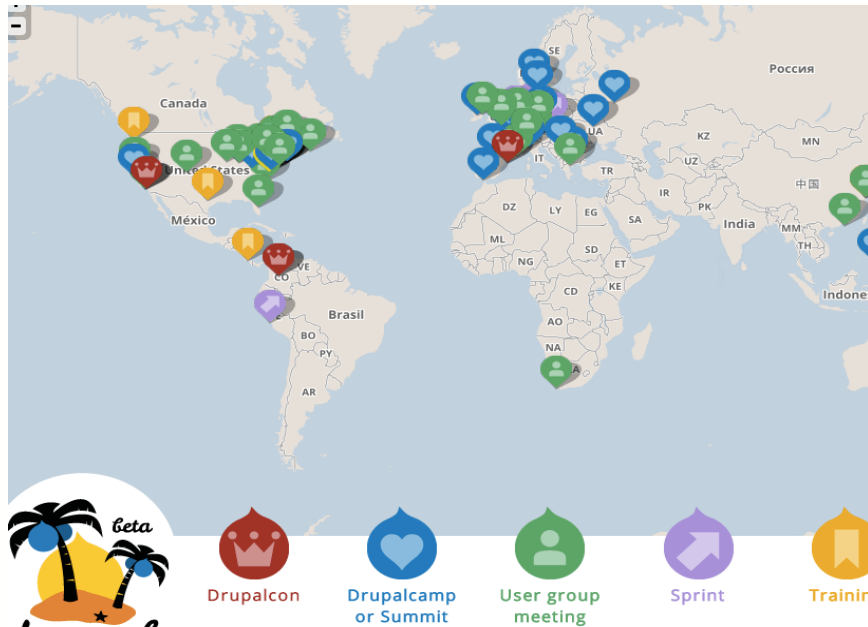 SE
Россия
Canada
UA
KZ
MN
United States
IT
UZ
TR
中国
IR
DZ
LY
EG
PK
México
SA
India
MM
ML
TH
SD
NG
ET
VE
CO
CD
KE
Indone
Brasil
AO
BO
NA
PY
AR
beta
Drupalcon
Drupalcamp
or Summit
User group
meeting
Sprint
Trainin